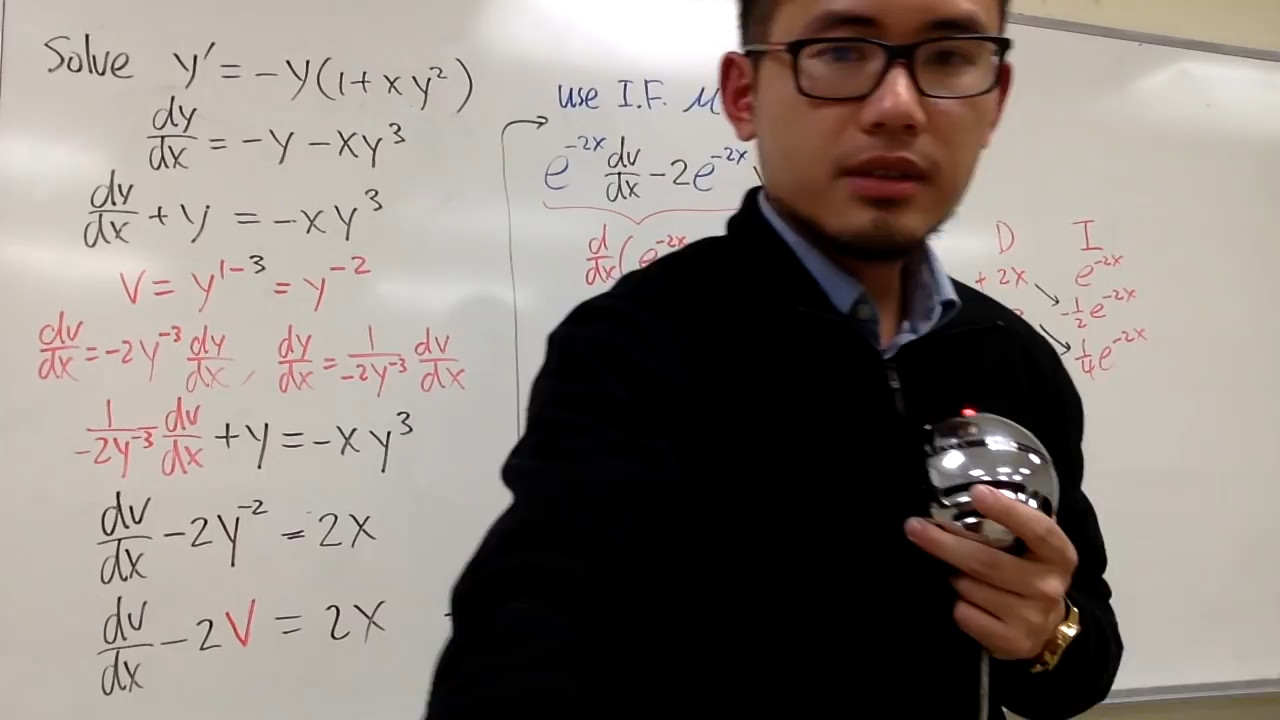 Solve y' = -y(1+xy²)
dy/dx = -y - xy³
dy/dx + y = -xy³
V = y^(1-3) = y^(-2)
dv/dx = -2y^(-3) dy/dx, dy/dx = 1/(-2y^(-3)) dv/dx
1/(-2y^(-3)) dv/dx + y = -xy³
dv/dx - 2y^(-2) = 2x
dv/dx - 2V = 2x
use I.F. μ
e^(-2x) dv/dx - 2e^(-2x)
d/dx(e^(-2x)
D I
+ 2x e^(-2x)
-1/2 e^(-2x)
1/4 e^(-2x)